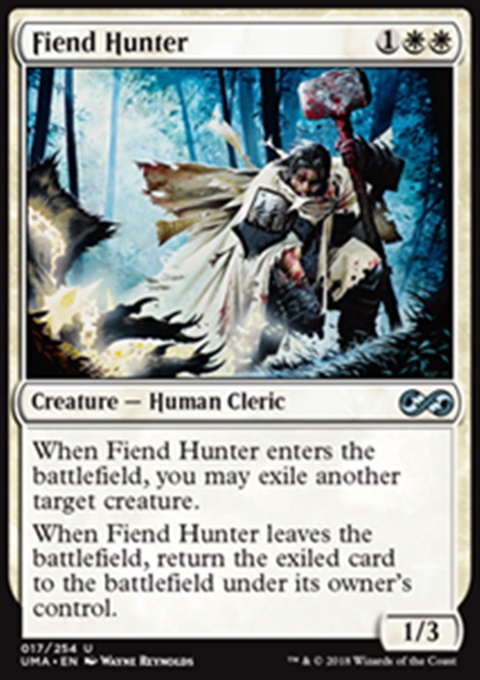 Fiend Hunter 1
Creature — Human Cleric
When Fiend Hunter enters the
battlefield, you may exile another
target creature.
When Fiend Hunter leaves the
battlefield, return the exiled card
to the battlefield under its owner's
control.
1/3
017/254 U
UMA • EN Wayne Reynolds
™ & © 2018 Wizards of the Coast